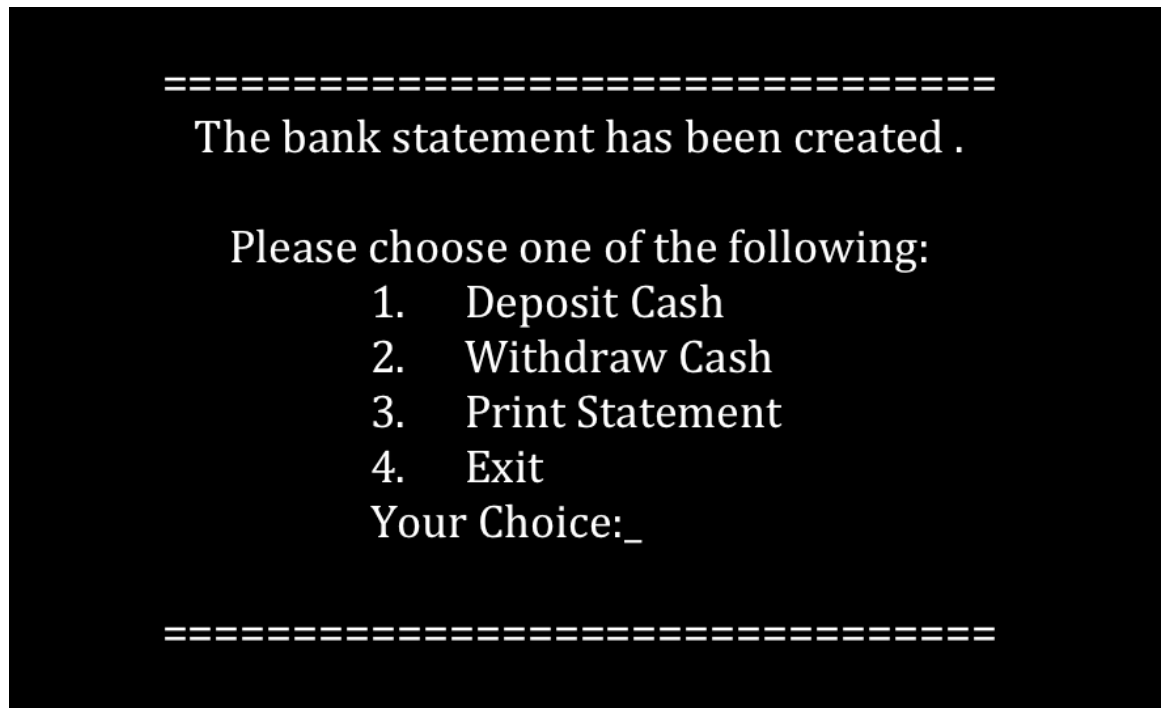 =================================
The bank statement has been created .
Please choose one of the following:
1. Deposit Cash
2. Withdraw Cash
3. Print Statement
4. Exit
Your Choice:_
=================================